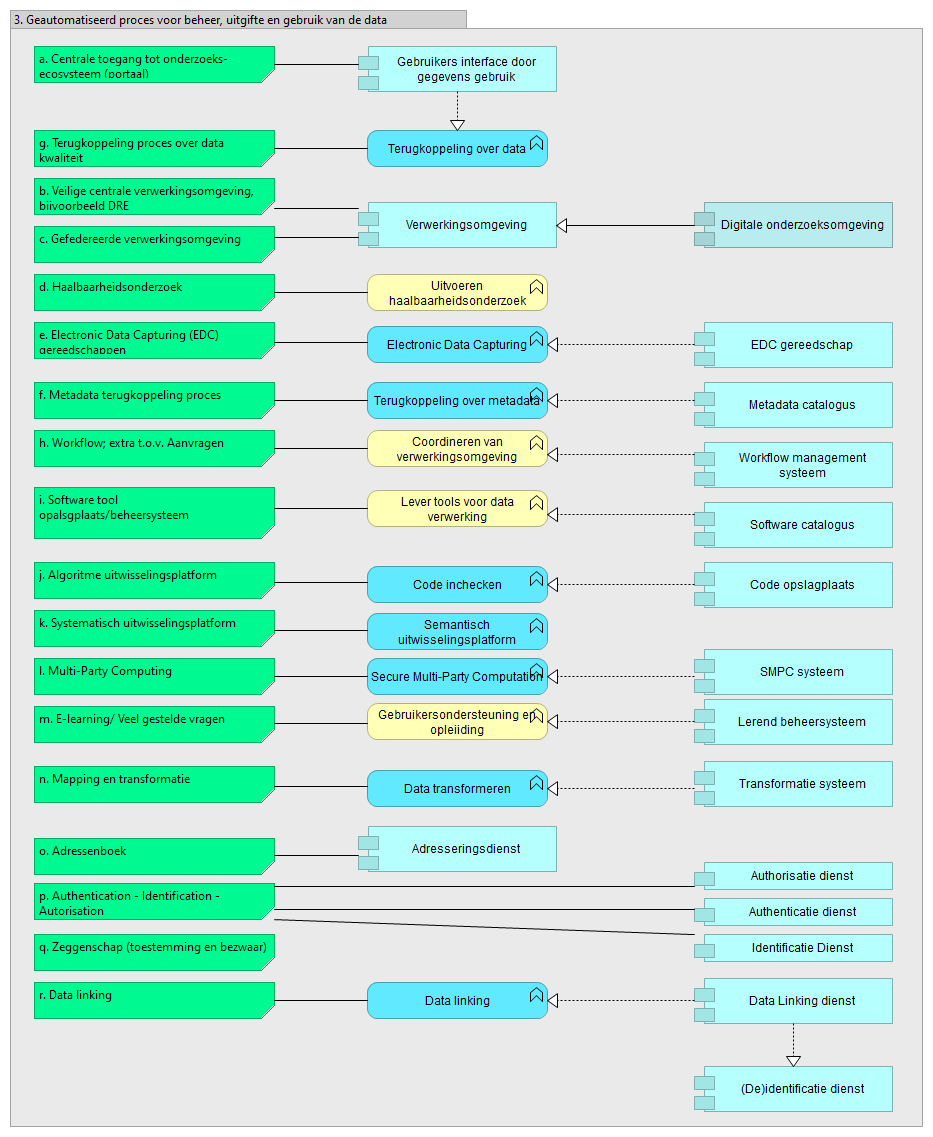 3. Geautomatiseerd proces voor beheer, uitgifte en gebruik van de data
a. Centrale toegang tot onderzoeks-
ecosysteem (portaal)
Gebruikers interface door
gegevens gebruik
g. Terugkoppeling proces over data
kwaliteit
Terugkoppeling over data
b. Veilige centrale verwerkingsomgeving,
bijvoorbeeld DRE
Verwerkingsomgeving
Digitale onderzoeksomgeving
c. Gefedereerde verwerkingsomgeving
d. Haalbaarheidsonderzoek
Uitvoeren
haalbaarheidsonderzoek
e. Electronic Data Capturing (EDC)
gereedschappen
Electronic Data Capturing
EDC gereedschap
f. Metadata terugkoppeling proces
Terugkoppeling over metadata
Metadata catalogus
h. Workflow; extra t.o.v. Aanvragen
Coordineren van
verwerkingsomgeving
Workflow management
systeem
i. Software tool
opalsgplaats/beheersysteem
Lever tools voor data
verwerking
Software catalogus
j. Algoritme uitwisselingsplatform
Code inchecken
Code opslagplaats
k. Systematisch uitwisselingsplatform
Semantisch
uitwisselingsplatform
l. Multi-Party Computing
Secure Multi-Party Computation
SMPC systeem
m. E-learning/ Veel gestelde vragen
Gebruikersondersteuning en
opleiding
Lerend beheersysteem
n. Mapping en transformatie
Data transformeren
Transformatie systeem
o. Adressenboek
Adresseringsdienst
p. Authentication - Identification -
Autorisation
Authorisatie dienst
Authenticatie dienst
Identificatie Dienst
q. Zeggenschap (toestemming en bezwaar)
r. Data linking
Data linking
Data Linking dienst
(De)identificatie dienst